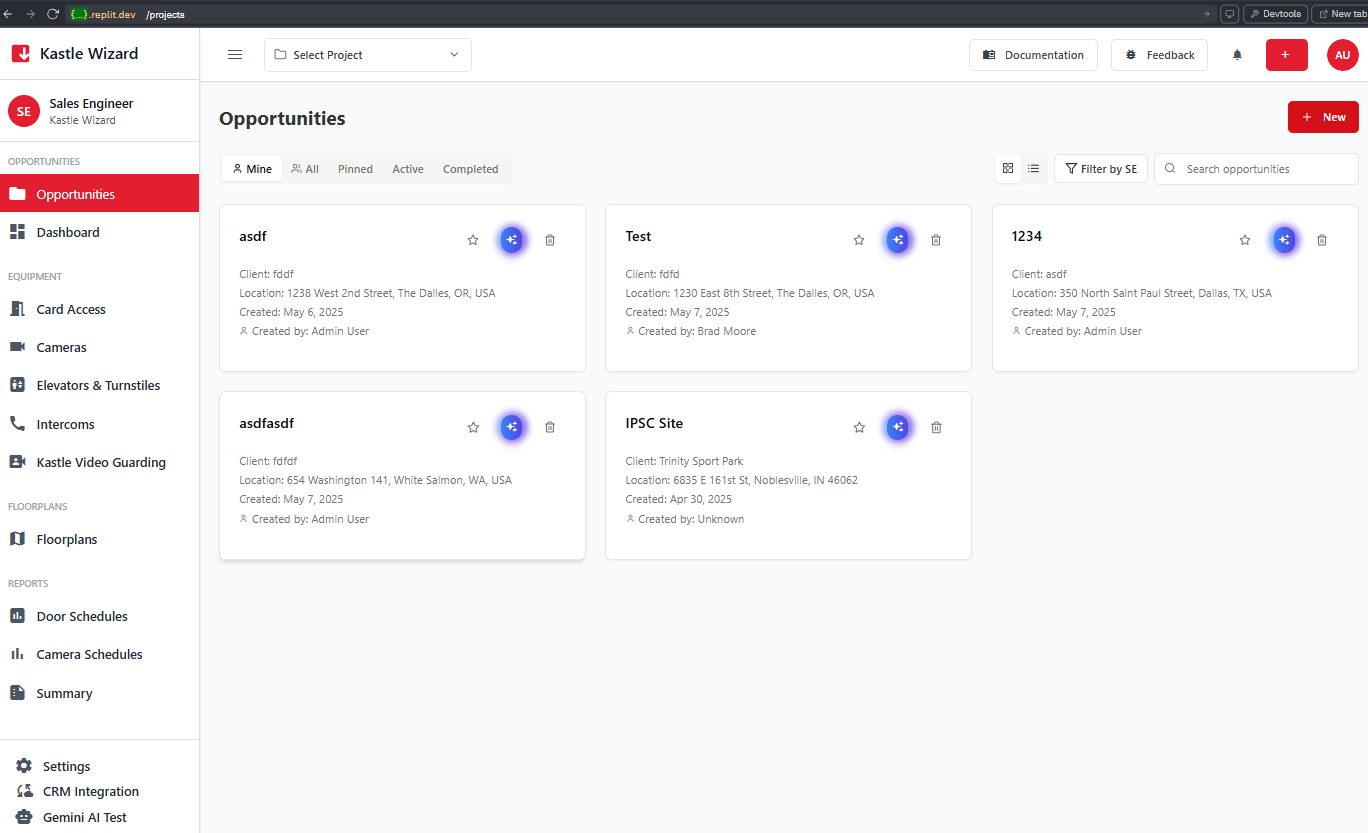 {...}.replit.dev /projects
Devtools
New tab
Kastle Wizard
Select Project
Documentation
Feedback
+
AU
SE
Sales Engineer
Kastle Wizard
OPPORTUNITIES
Opportunities
Dashboard
EQUIPMENT
Card Access
Cameras
Elevators & Turnstiles
Intercoms
Kastle Video Guarding
FLOORPLANS
Floorplans
REPORTS
Door Schedules
Camera Schedules
Summary
Settings
CRM Integration
Gemini AI Test
Opportunities
+ New
Mine
All
Pinned
Active
Completed
Filter by SE
Search opportunities
asdf
Client: fddf
Location: 1238 West 2nd Street, The Dalles, OR, USA
Created: May 6, 2025
Created by: Admin User
Test
Client: fdfd
Location: 1230 East 8th Street, The Dalles, OR, USA
Created: May 7, 2025
Created by: Brad Moore
1234
Client: asdf
Location: 350 North Saint Paul Street, Dallas, TX, USA
Created: May 7, 2025
Created by: Admin User
asdfasdf
Client: fdfdf
Location: 654 Washington 141, White Salmon, WA, USA
Created: May 7, 2025
Created by: Admin User
IPSC Site
Client: Trinity Sport Park
Location: 6835 E 161st St, Noblesville, IN 46062
Created: Apr 30, 2025
Created by: Unknown